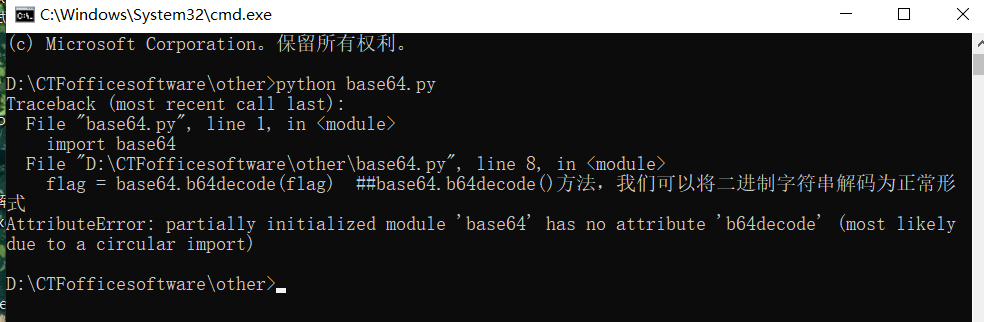 C:\Windows\System32\cmd.exe
(c) Microsoft Corporation。保留所有权利。
D:\CTFofficesoftware\other>python base64.py
Traceback (most recent call last):
  File "base64.py", line 1, in <module>
    import base64
  File "D:\CTFofficesoftware\other\base64.py", line 8, in <module>
    flag = base64.b64decode(flag)  ##base64.b64decode()方法，我们可以将二进制字符串解码为正常形
式
AttributeError: partially initialized module 'base64' has no attribute 'b64decode' (most likely
due to a circular import)
D:\CTFofficesoftware\other>